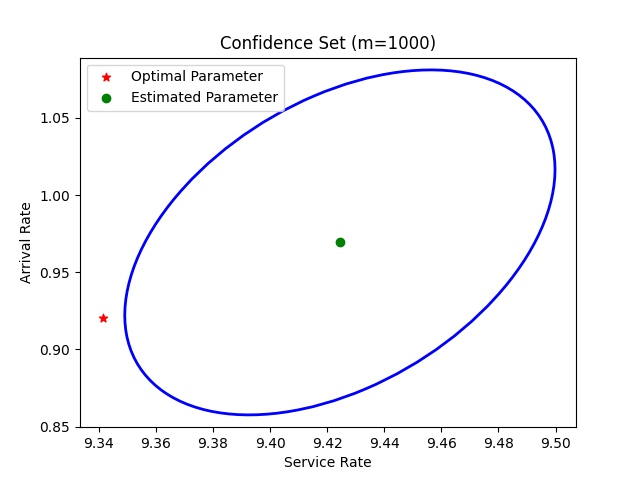 Confidence Set (m=1000)
Optimal Parameter
Estimated Parameter
Arrival Rate
1.05
1.00
0.95
0.90
0.85
9.34 9.36 9.38 9.40 9.42 9.44 9.46 9.48 9.50
Service Rate